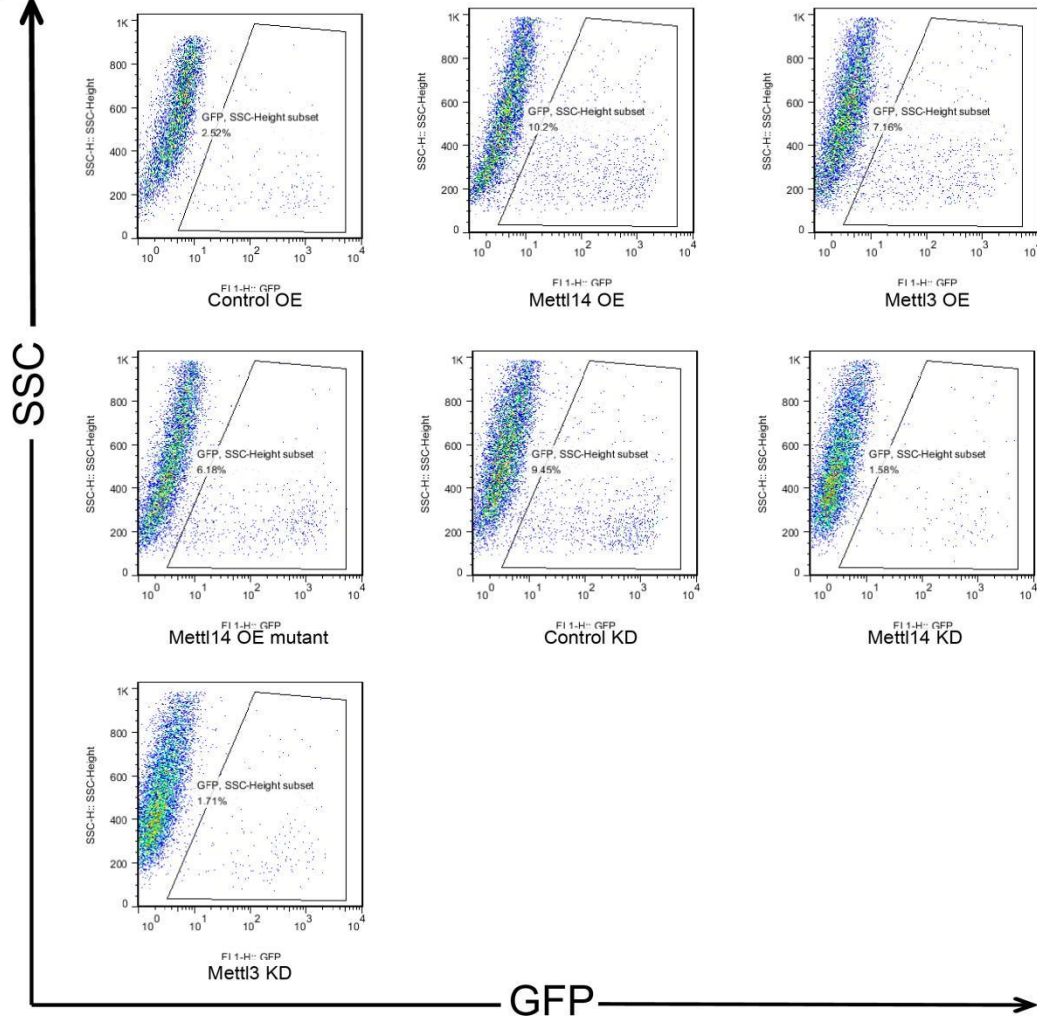 SSC-H:: SSC-Height
1K
800
600
400
200
0
GFP, SSC-Height subset
2.52%
10^0 10^1 10^2 10^3 10^4
FL1-H:: GFP
Control OE
SSC-H:: SSC-Height
1K
800
600
400
200
0
GFP, SSC-Height subset
10.2%
10^0 10^1 10^2 10^3 10^4
FL1-H:: GFP
Mettl14 OE
SSC-H:: SSC-Height
1K
800
600
400
200
0
GFP, SSC-Height subset
7.16%
10^0 10^1 10^2 10^3 10^4
FL1-H:: GFP
Mettl3 OE
SSC
SSC-H:: SSC-Height
1K
800
600
400
200
0
GFP, SSC-Height subset
6.18%
10^0 10^1 10^2 10^3 10^4
FL1-H:: GFP
Mettl14 OE mutant
SSC-H:: SSC-Height
1K
800
600
400
200
0
GFP, SSC-Height subset
9.45%
10^0 10^1 10^2 10^3 10^4
FL1-H:: GFP
Control KD
SSC-H:: SSC-Height
1K
800
600
400
200
0
GFP, SSC-Height subset
1.58%
10^0 10^1 10^2 10^3 10^4
FL1-H:: GFP
Mettl14 KD
SSC-H:: SSC-Height
1K
800
600
400
200
0
GFP, SSC-Height subset
1.71%
10^0 10^1 10^2 10^3 10^4
FL1-H:: GFP
Mettl3 KD
GFP